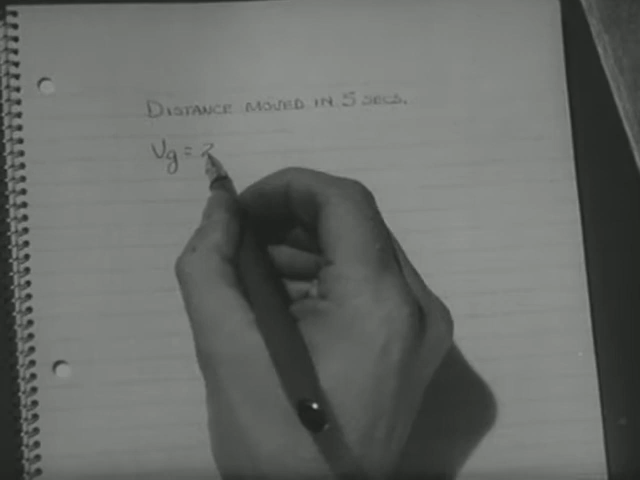 DISTANCE MOVED IN 5 SECS.
Vg = 2